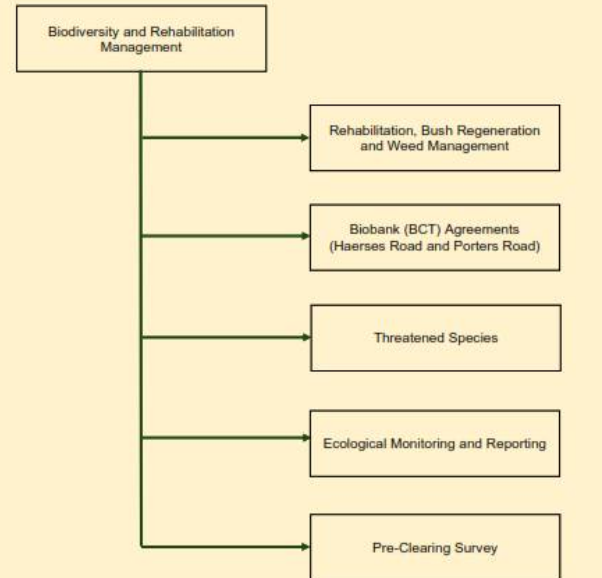 Biodiversity and Rehabilitation
Management
Rehabilitation, Bush Regeneration
and Weed Management
Biobank (BCT) Agreements
(Haerses Road and Porters Road)
Threatened Species
Ecological Monitoring and Reporting
Pre-Clearing Survey